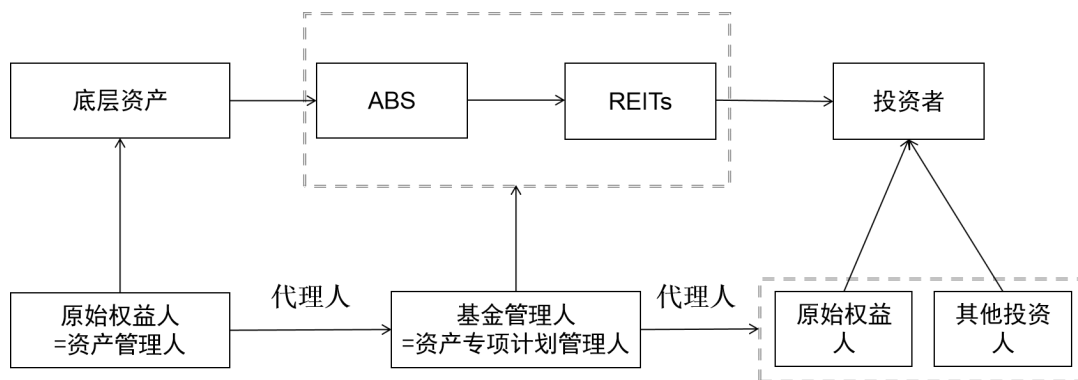 底层资产
ABS
REITs
投资者
代理人
代理人
原始权益人
=资产管理人
基金管理人
=资产专项计划管理人
原始权益
人
其他投资
人